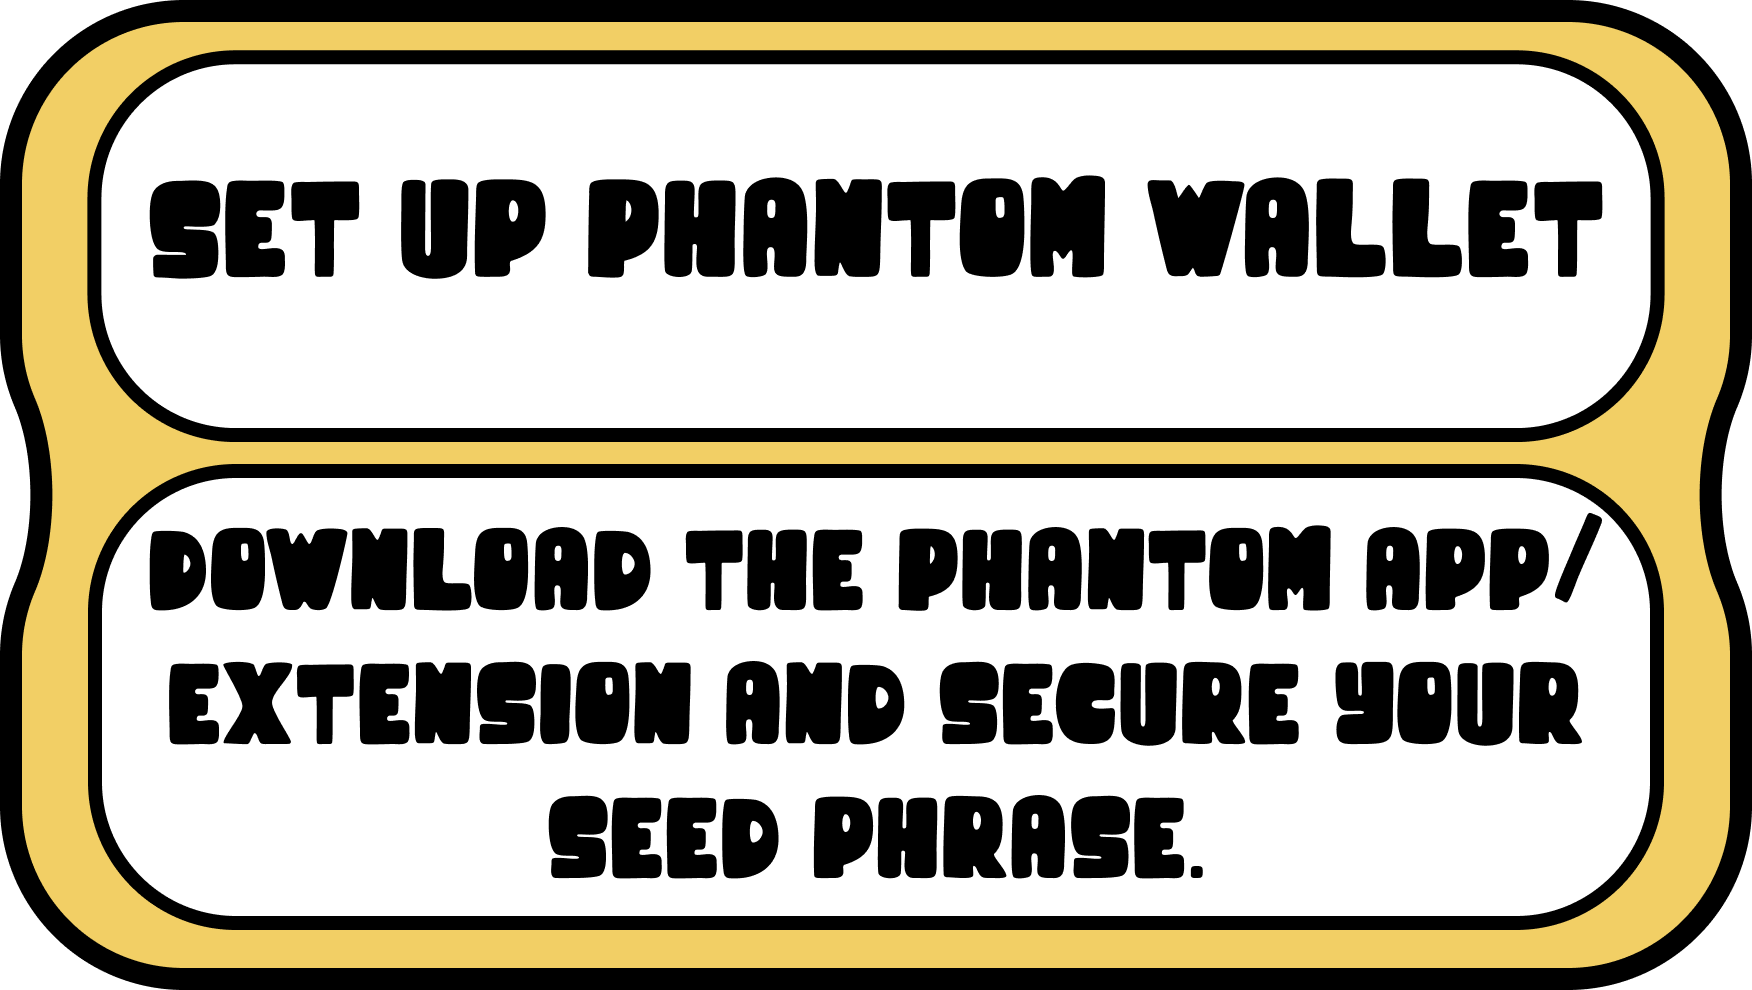 SET UP PHANTOM WALLET
DOWNLOAD THE PHANTOM APP/
EXTENSION AND SECURE YOUR
SEED PHRASE.